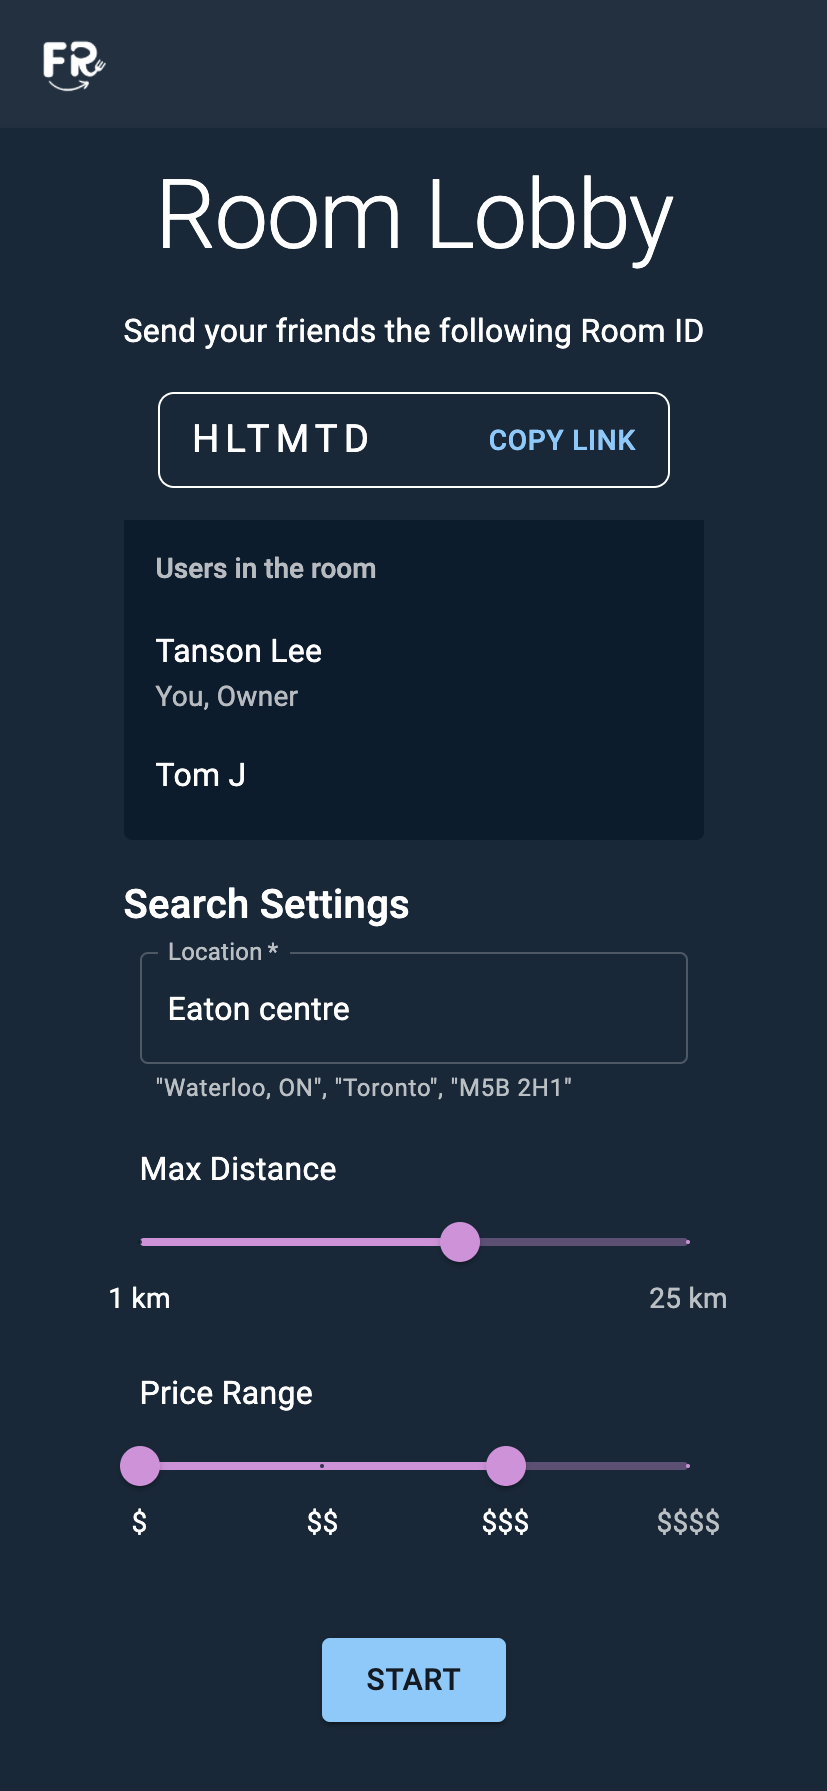 FR
Room Lobby
Send your friends the following Room ID
HLTMTD COPY LINK
Users in the room
Tanson Lee
You, Owner
Tom J
Search Settings
Location *
Eaton centre
"Waterloo, ON", "Toronto", "M5B 2H1"
Max Distance
1 km 25 km
Price Range
$ $$ $$$ $$$$
START